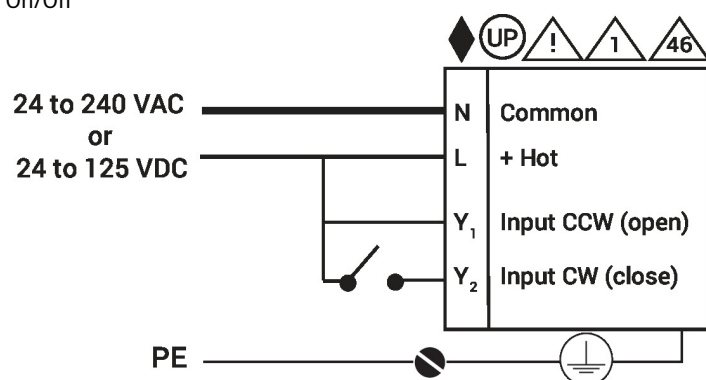 On/Off
UP ! 1 46
24 to 240 VAC
or
24 to 125 VDC
N Common
L + Hot
Y₁ Input CCW (open)
Y₂ Input CW (close)
PE